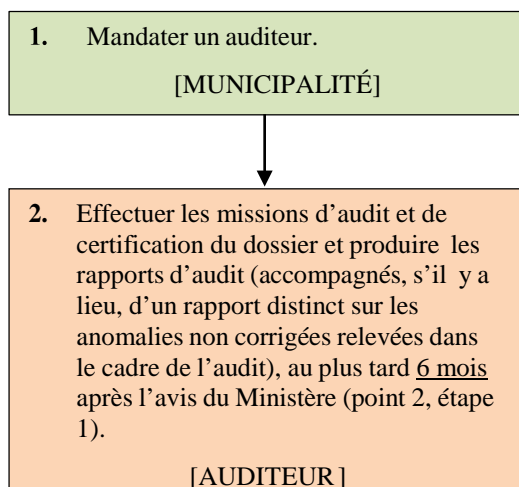 1. Mandater un auditeur.
[MUNICIPALITÉ]
2. Effectuer les missions d’audit et de
certification du dossier et produire les
rapports d’audit (accompagnés, s’il y a
lieu, d’un rapport distinct sur les
anomalies non corrigées relevées dans
le cadre de l’audit), au plus tard 6 mois
après l’avis du Ministère (point 2, étape
1).
[AUDITEUR]